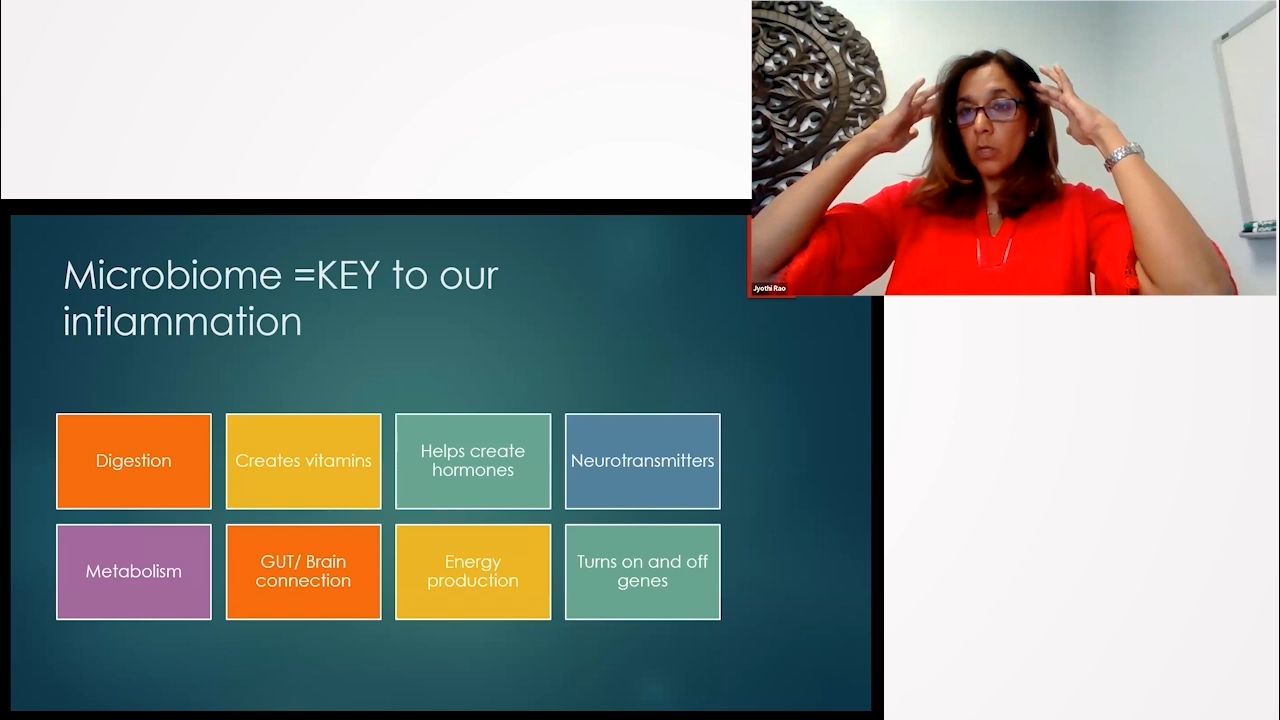 Jyothi Rao
Microbiome =KEY to our
inflammation
Digestion
Creates vitamins
Helps create
hormones
Neurotransmitters
Metabolism
GUT/ Brain
connection
Energy
production
Turns on and off
genes